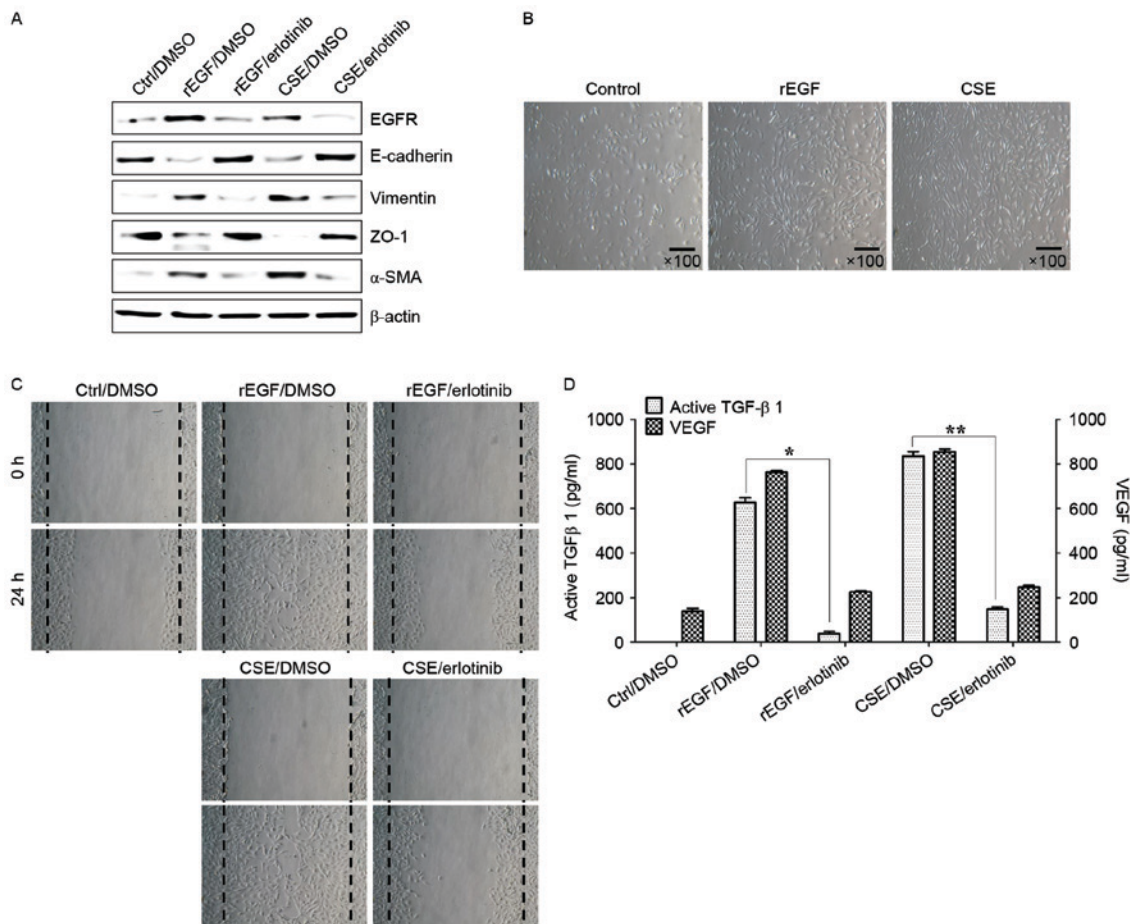 A
Ctrl/DMSO
rEGF/DMSO
rEGF/erlotinib
CSE/DMSO
CSE/erlotinib
EGFR
E-cadherin
Vimentin
ZO-1
α-SMA
β-actin
B
Control
rEGF
CSE
×100
×100
×100
C
Ctrl/DMSO
rEGF/DMSO
rEGF/erlotinib
0 h
24 h
CSE/DMSO
CSE/erlotinib
D
Active TGF-β 1
VEGF
*
**
Active TGFβ 1 (pg/ml)
1000
800
600
400
200
0
1000
800
600
400
200
0
VEGF (pg/ml)
Ctrl/DMSO
rEGF/DMSO
rEGF/erlotinib
CSE/DMSO
CSE/erlotinib